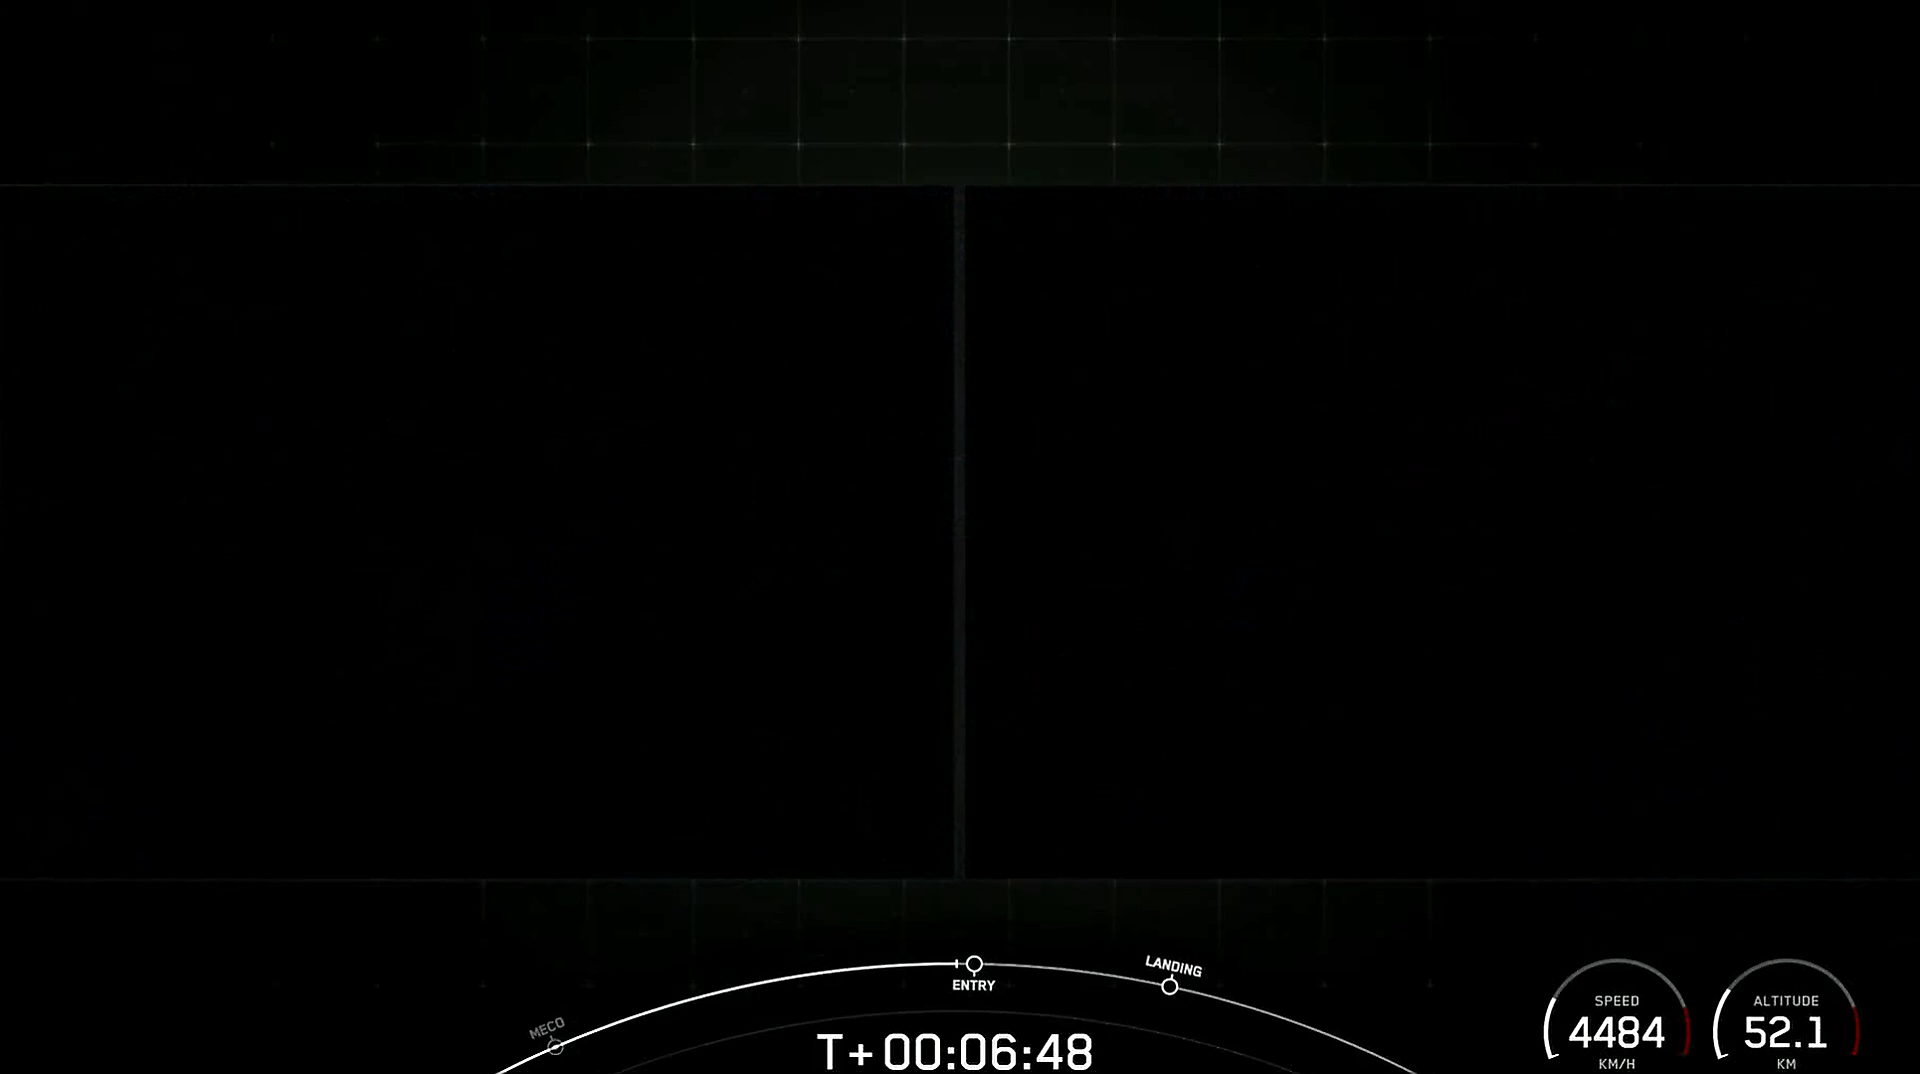 MECO
ENTRY
LANDING
T+00:06:48
SPEED
4484
KM/H
ALTITUDE
52.1
KM